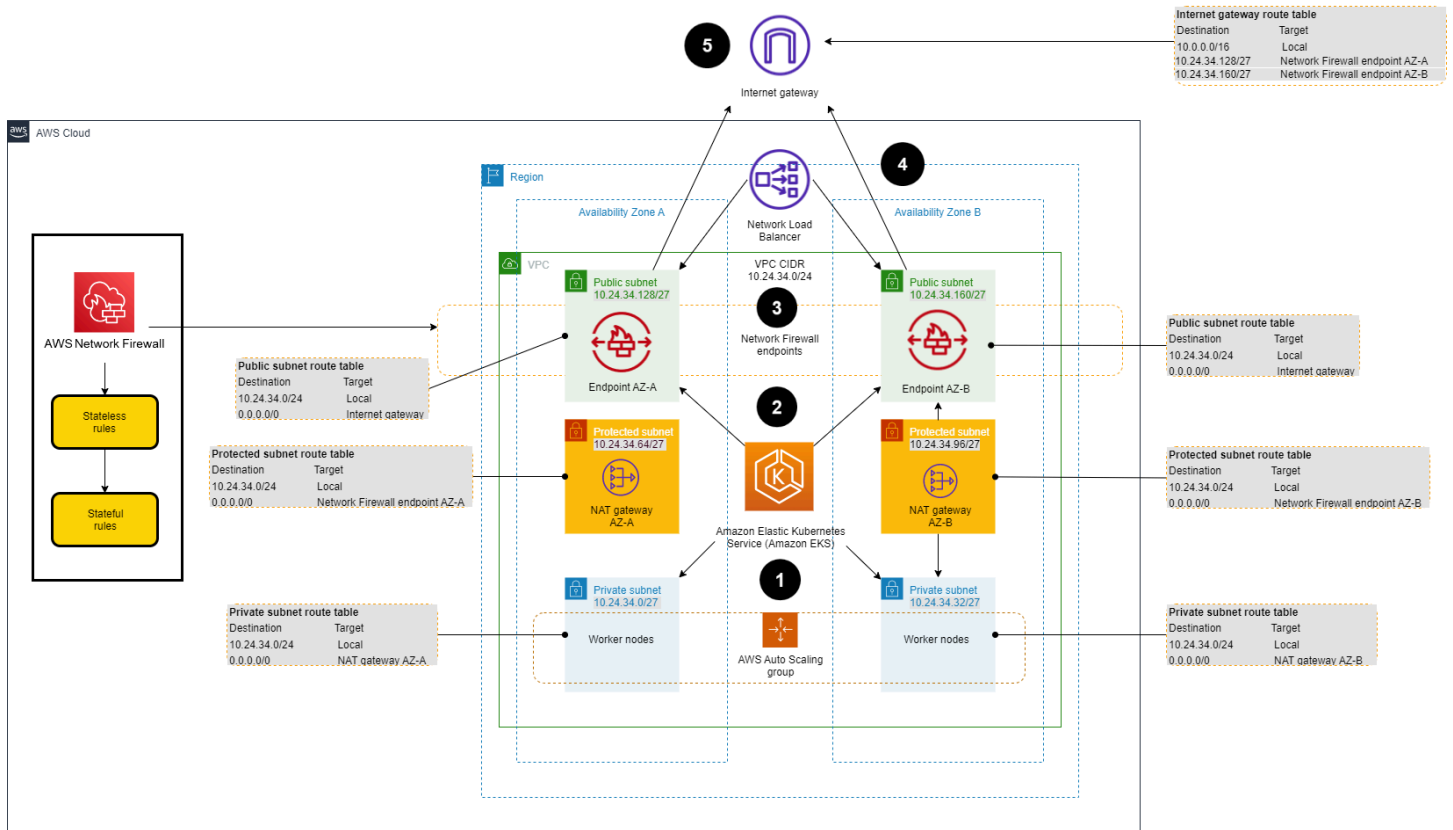 Internet gateway route table
Destination Target
10.0.0.0/16 Local
10.24.34.128/27 Network Firewall endpoint AZ-A
10.24.34.160/27 Network Firewall endpoint AZ-B
5
Internet gateway
aws
AWS Cloud
4
Region
Availability Zone A
Availability Zone B
Network Load
Balancer
VPC
VPC CIDR
10.24.34.0/24
Public subnet
10.24.34.128/27
Public subnet
10.24.34.160/27
3
Network Firewall
endpoints
Endpoint AZ-A
Endpoint AZ-B
AWS Network Firewall
Stateless
rules
Stateful
rules
Public subnet route table
Destination Target
10.24.34.0/24 Local
0.0.0.0/0 Internet gateway
Public subnet route table
Destination Target
10.24.34.0/24 Local
0.0.0.0/0 Internet gateway
2
Protected subnet
10.24.34.64/27
Protected subnet
10.24.34.96/27
NAT gateway
AZ-A
K
NAT gateway
AZ-B
Protected subnet route table
Destination Target
10.24.34.0/24 Local
0.0.0.0/0 Network Firewall endpoint AZ-A
Protected subnet route table
Destination Target
10.24.34.0/24 Local
0.0.0.0/0 Network Firewall endpoint AZ-B
Amazon Elastic Kubernetes
Service (Amazon EKS)
1
Private subnet
10.24.34.0/27
Private subnet
10.24.34.32/27
Worker nodes
Worker nodes
AWS Auto Scaling
group
Private subnet route table
Destination Target
10.24.34.0/24 Local
0.0.0.0/0 NAT gateway AZ-A
Private subnet route table
Destination Target
10.24.34.0/24 Local
0.0.0.0/0 NAT gateway AZ-B